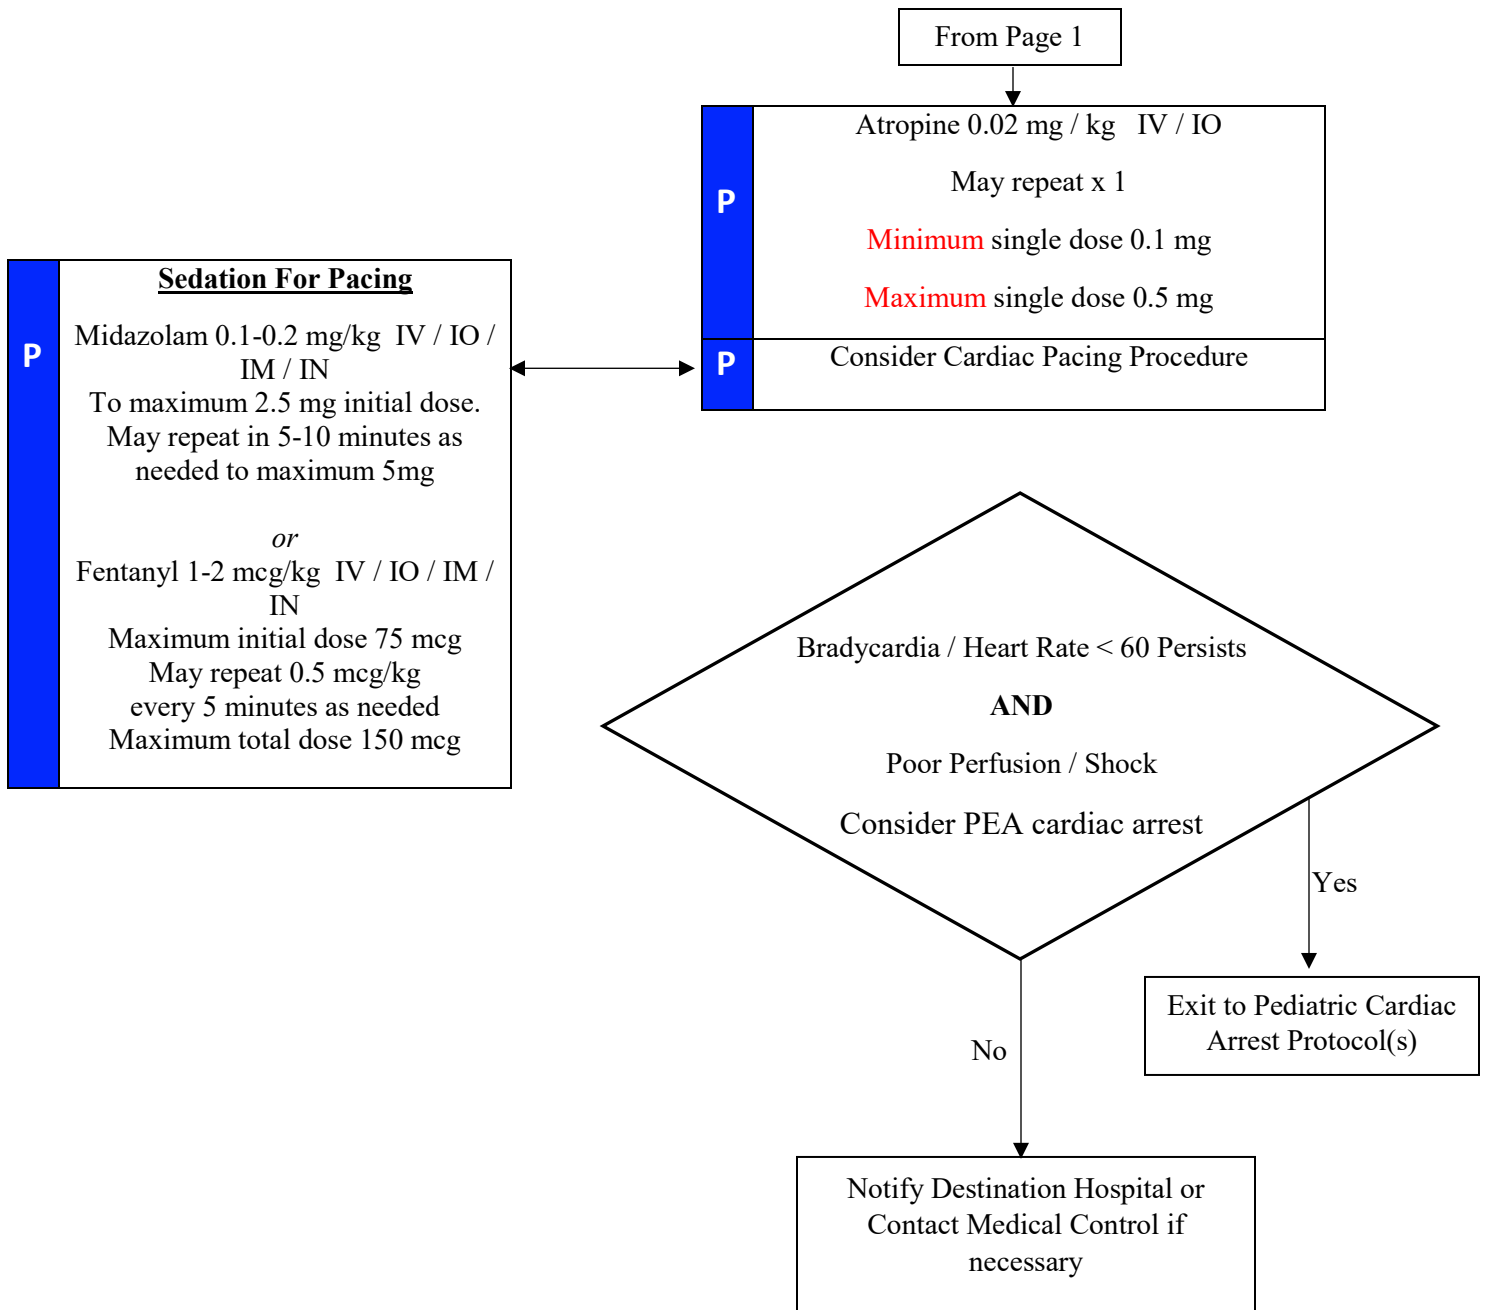 From Page 1
P
Atropine 0.02 mg / kg   IV / IO
May repeat x 1
Minimum single dose 0.1 mg
Maximum single dose 0.5 mg
P
Consider Cardiac Pacing Procedure
P
Sedation For Pacing
Midazolam 0.1-0.2 mg/kg  IV / IO /
IM / IN
To maximum 2.5 mg initial dose.
May repeat in 5-10 minutes as
needed to maximum 5mg
or
Fentanyl 1-2 mcg/kg  IV / IO / IM /
IN
Maximum initial dose 75 mcg
May repeat 0.5 mcg/kg
every 5 minutes as needed
Maximum total dose 150 mcg
Bradycardia / Heart Rate < 60 Persists
AND
Poor Perfusion / Shock
Consider PEA cardiac arrest
Yes
Exit to Pediatric Cardiac
Arrest Protocol(s)
No
Notify Destination Hospital or
Contact Medical Control if
necessary